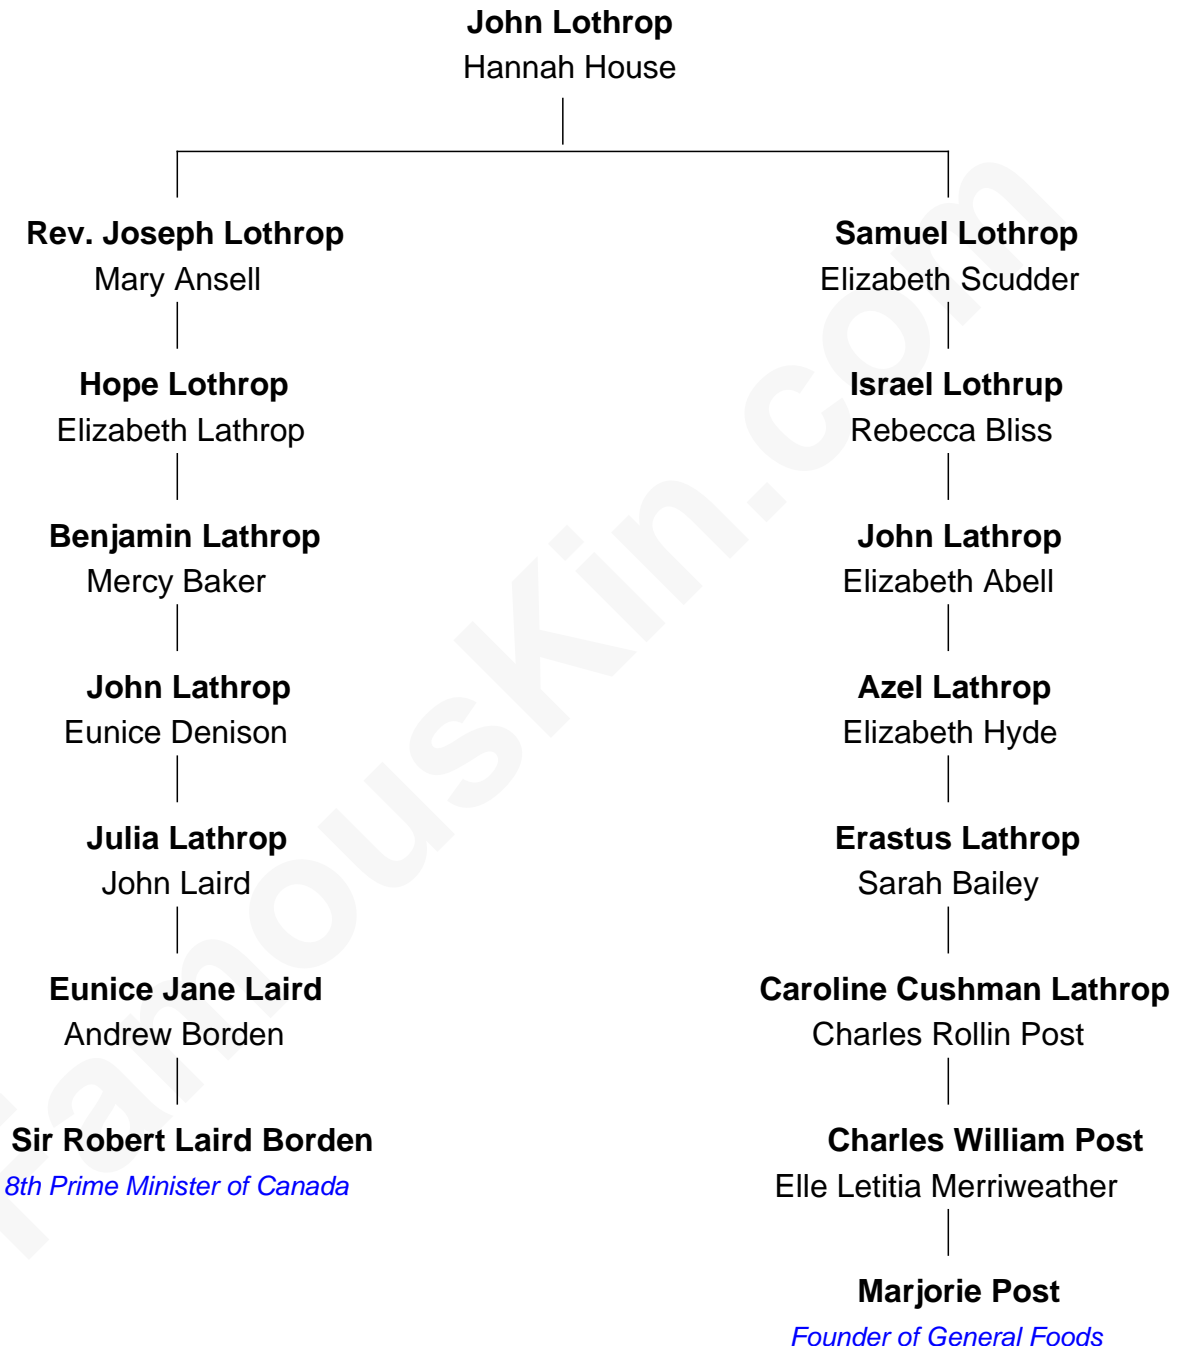 John Lothrop
Hannah House
Rev. Joseph Lothrop
Mary Ansell
Samuel Lothrop
Elizabeth Scudder
Hope Lothrop
Elizabeth Lathrop
Israel Lothrup
Rebecca Bliss
Benjamin Lathrop
Mercy Baker
John Lathrop
Elizabeth Abell
John Lathrop
Eunice Denison
Azel Lathrop
Elizabeth Hyde
Julia Lathrop
John Laird
Erastus Lathrop
Sarah Bailey
Eunice Jane Laird
Andrew Borden
Caroline Cushman Lathrop
Charles Rollin Post
Sir Robert Laird Borden
8th Prime Minister of Canada
Charles William Post
Elle Letitia Merriweather
Marjorie Post
Founder of General Foods
FamousKin.com